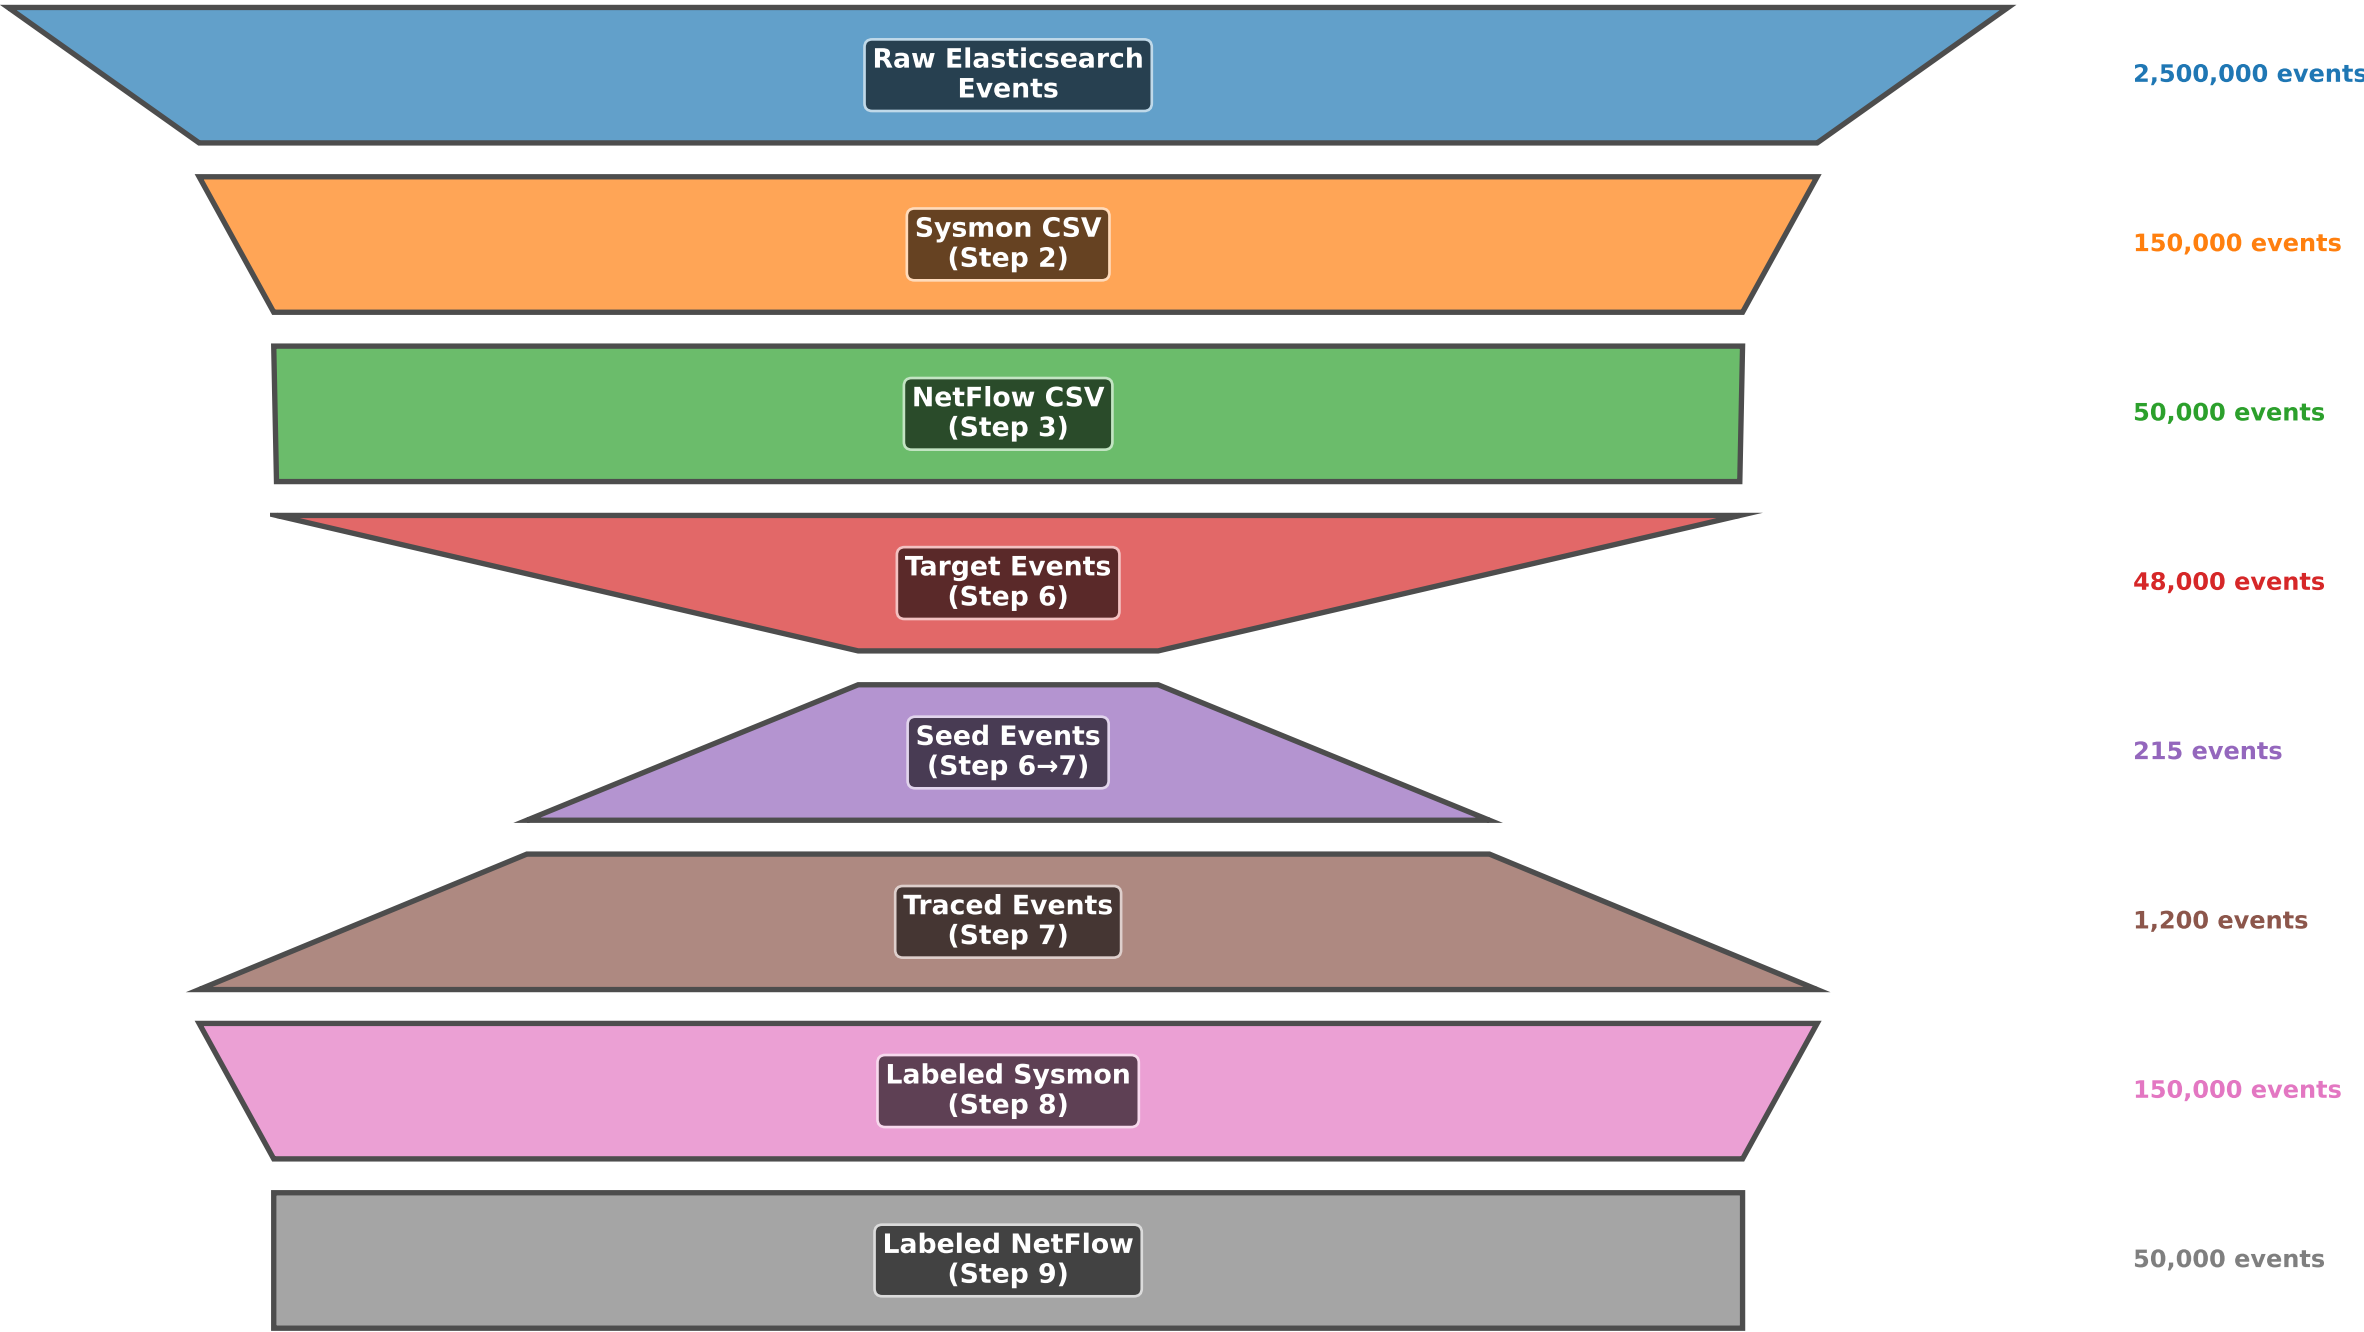 Raw Elasticsearch
Events
2,500,000 events
Sysmon CSV
(Step 2)
150,000 events
NetFlow CSV
(Step 3)
50,000 events
Target Events
(Step 6)
48,000 events
Seed Events
(Step 6→7)
215 events
Traced Events
(Step 7)
1,200 events
Labeled Sysmon
(Step 8)
150,000 events
Labeled NetFlow
(Step 9)
50,000 events